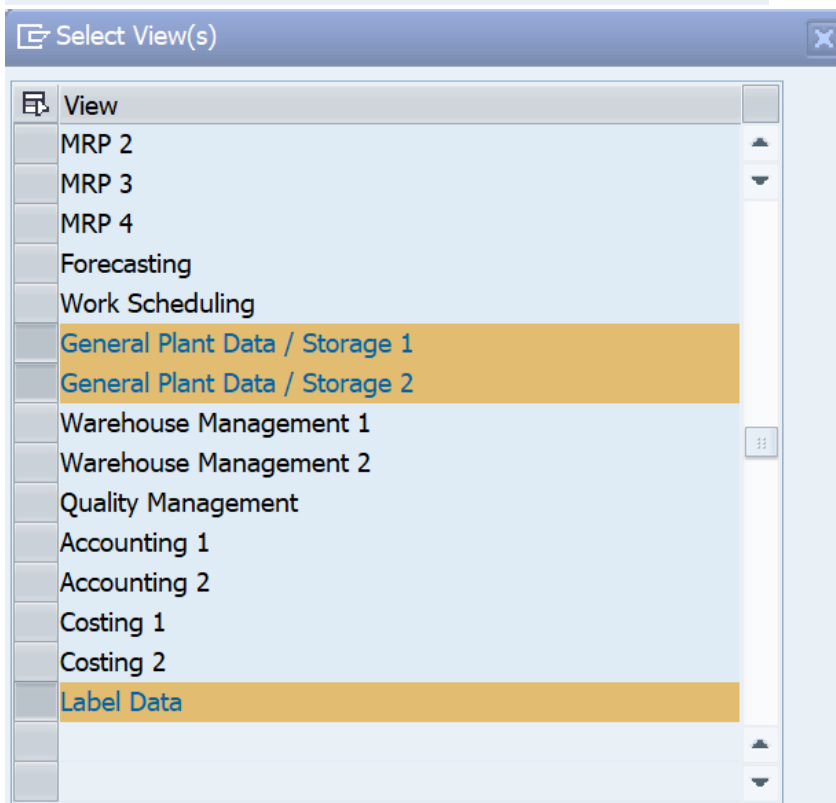 Select View(s)
View
MRP 2
MRP 3
MRP 4
Forecasting
Work Scheduling
General Plant Data / Storage 1
General Plant Data / Storage 2
Warehouse Management 1
Warehouse Management 2
Quality Management
Accounting 1
Accounting 2
Costing 1
Costing 2
Label Data